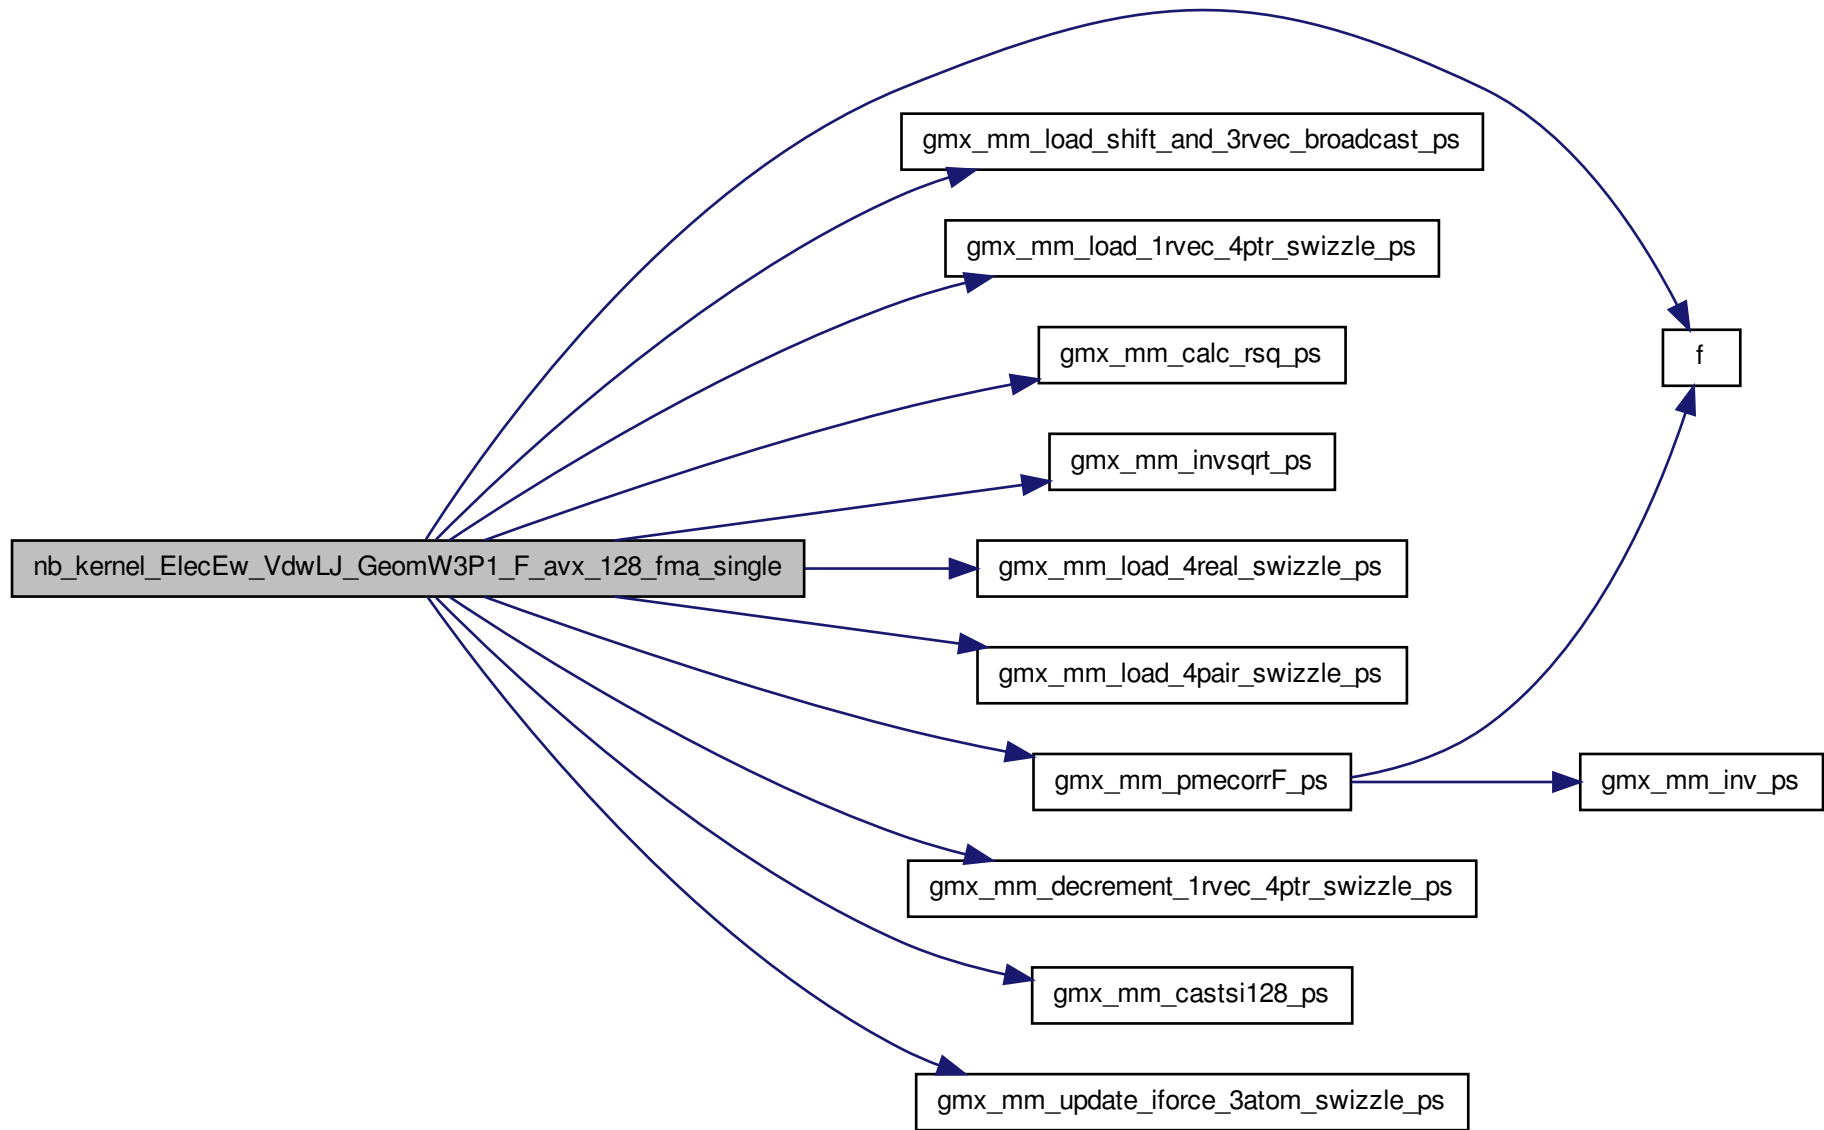 gmx_mm_load_shift_and_3rvec_broadcast_ps
gmx_mm_load_1rvec_4ptr_swizzle_ps
gmx_mm_calc_rsq_ps
f
gmx_mm_invsqrt_ps
nb_kernel_ElecEw_VdwLJ_GeomW3P1_F_avx_128_fma_single
gmx_mm_load_4real_swizzle_ps
gmx_mm_load_4pair_swizzle_ps
gmx_mm_pmecorrF_ps
gmx_mm_inv_ps
gmx_mm_decrement_1rvec_4ptr_swizzle_ps
gmx_mm_castsi128_ps
gmx_mm_update_iforce_3atom_swizzle_ps